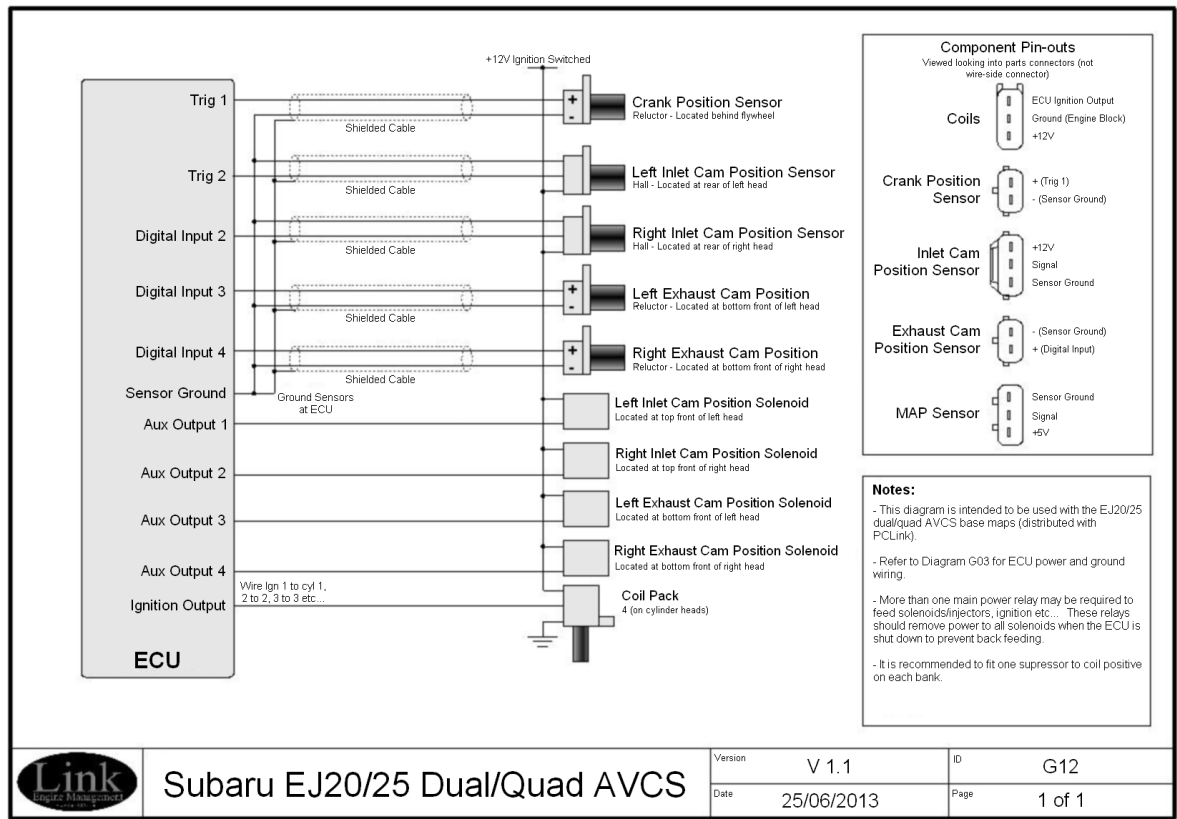 +12V Ignition Switched
Trig 1
Shielded Cable
+
-
Crank Position Sensor
Reluctor - Located behind flywheel
Trig 2
Shielded Cable
Left Inlet Cam Position Sensor
Hall - Located at rear of left head
Digital Input 2
Shielded Cable
Right Inlet Cam Position Sensor
Hall - Located at rear of right head
Digital Input 3
Shielded Cable
+
-
Left Exhaust Cam Position
Reluctor - Located at bottom front of left head
Digital Input 4
Shielded Cable
+
-
Right Exhaust Cam Position
Reluctor - Located at bottom front of right head
Sensor Ground
Ground Sensors
at ECU
Aux Output 1
Left Inlet Cam Position Solenoid
Located at top front of left head
Aux Output 2
Right Inlet Cam Position Solenoid
Located at top front of right head
Aux Output 3
Left Exhaust Cam Position Solenoid
Located at bottom front of left head
Aux Output 4
Right Exhaust Cam Position Solenoid
Located at bottom front of right head
Ignition Output
Wire Ign 1 to cyl 1,
2 to 2, 3 to 3 etc...
Coil Pack
4 (on cylinder heads)
ECU
Component Pin-outs
Viewed looking into parts connectors (not
wire-side connector)
Coils
ECU Ignition Output
Ground (Engine Block)
+12V
Crank Position
Sensor
+ (Trig 1)
- (Sensor Ground)
Inlet Cam
Position Sensor
+12V
Signal
Sensor Ground
Exhaust Cam
Position Sensor
- (Sensor Ground)
+ (Digital Input)
MAP Sensor
Sensor Ground
Signal
+5V
Notes:
- This diagram is intended to be used with the EJ20/25
dual/quad AVCS base maps (distributed with
PCLink).
- Refer to Diagram G03 for ECU power and ground
wiring.
- More than one main power relay may be required to
feed solenoids/injectors, ignition etc... These relays
should remove power to all solenoids when the ECU is
shut down to prevent back feeding.
- It is recommended to fit one supressor to coil positive
on each bank.
Link
Engine Management
Subaru EJ20/25 Dual/Quad AVCS
Version
V 1.1
ID
G12
Date
25/06/2013
Page
1 of 1